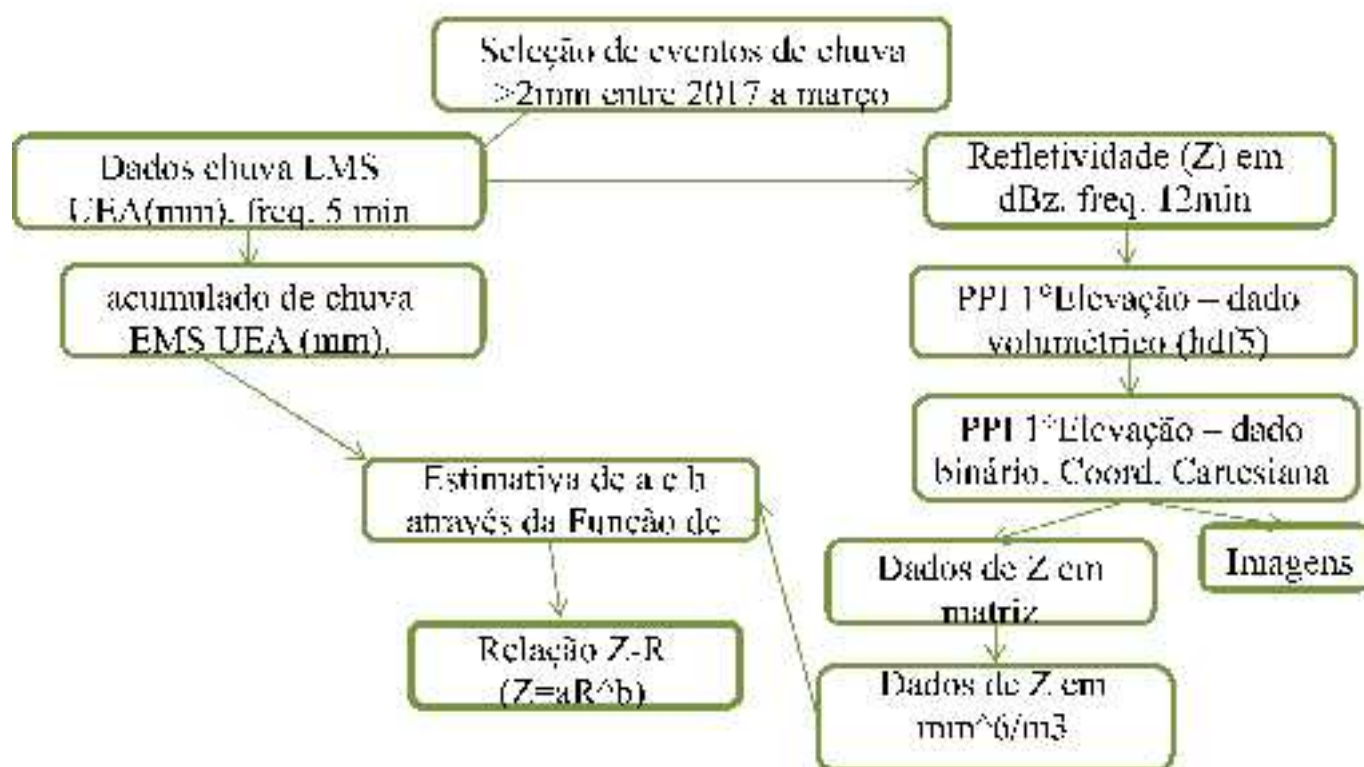 Seleção de eventos de chuva
>2mm entre 2017 a março
Dados chuva EMS
UEA(mm). freq. 5 min
Refletividade (Z) em
dBz. freq. 12min
acumulado de chuva
EMS UEA (mm).
PPI 1°Elevação – dado
volumétrico (hdf5)
PPI 1°Elevação – dado
binário. Coord. Cartesiana
Estimativa de a e b
através da Função de
Dados de Z em
matriz
Imagens
Relação Z-R
(Z=aR^b)
Dados de Z em
mm^6/m3